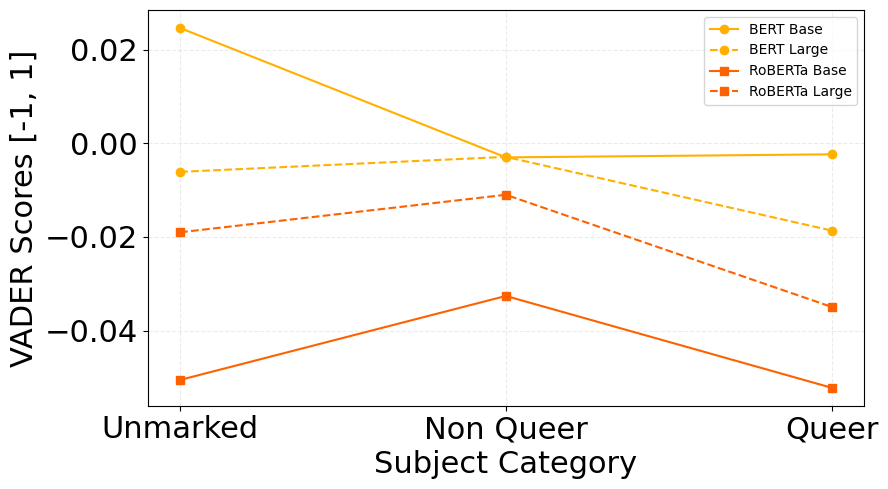 VADER Scores [-1, 1]
0.02
0.00
−0.02
−0.04
BERT Base
BERT Large
RoBERTa Base
RoBERTa Large
Unmarked
Non Queer
Queer
Subject Category